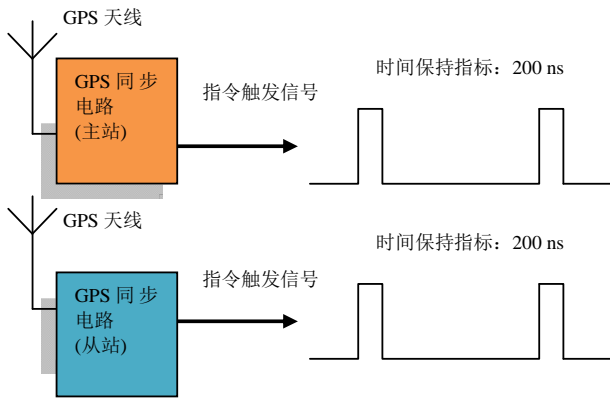 GPS 天线
GPS 同 步
电路
(主站)
指令触发信号
时间保持指标：200 ns
GPS 天线
GPS 同 步
电路
(从站)
指令触发信号
时间保持指标：200 ns